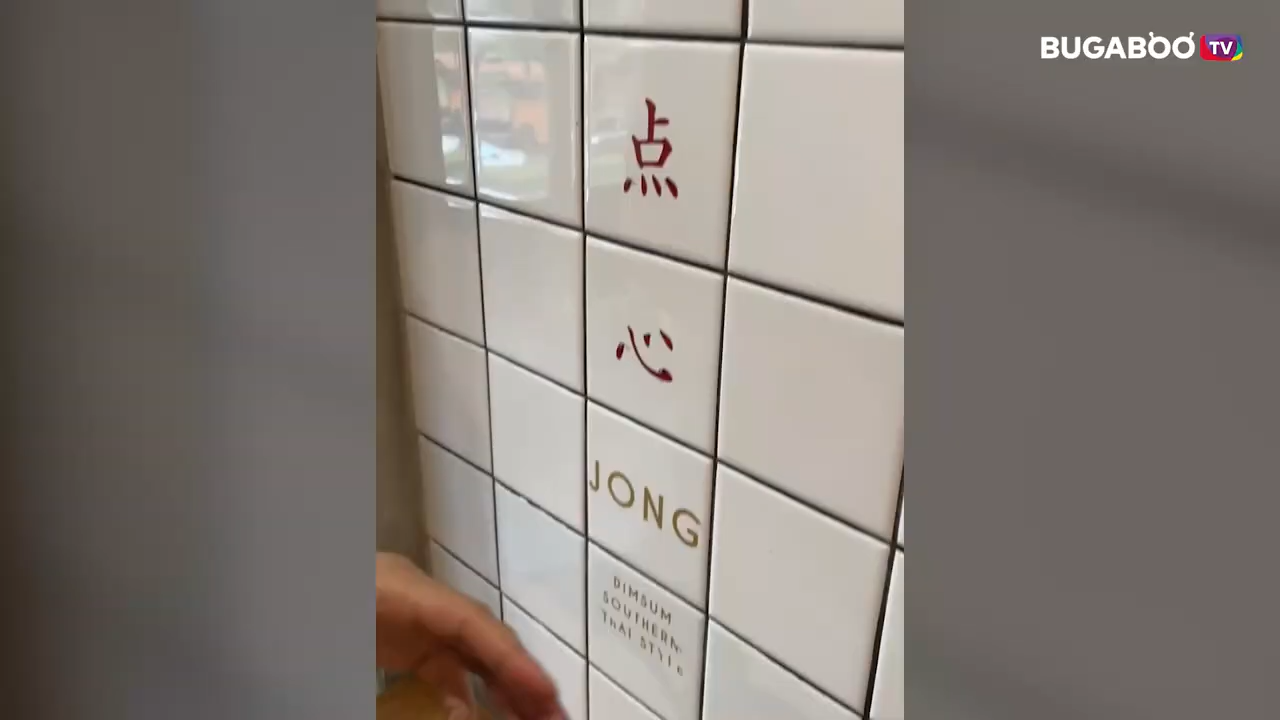 BUGABOO TV
点
心
JONG
DIMSUM
SOUTHERN
THAI STYLE